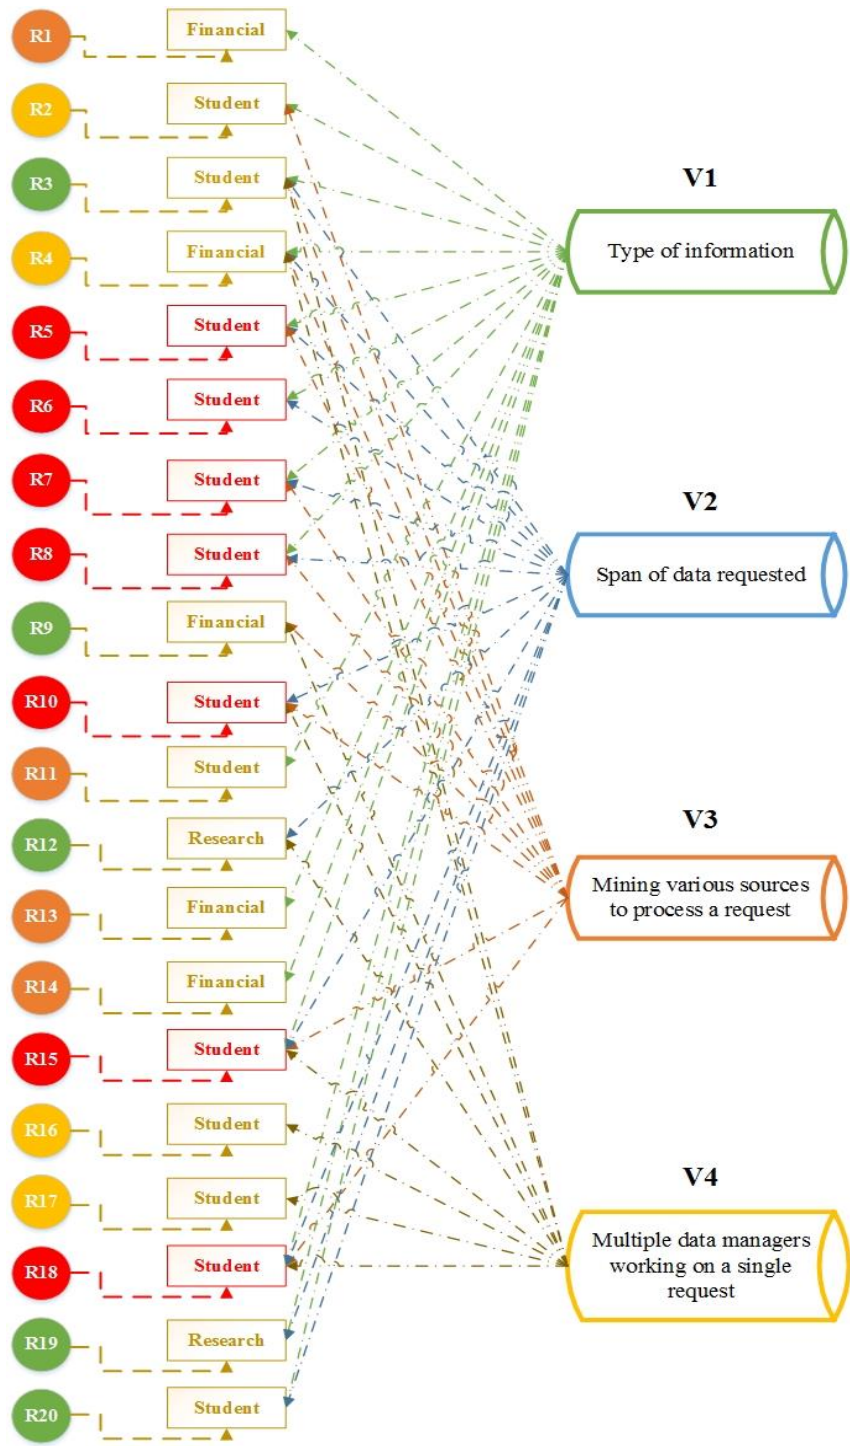 R1 Financial
R2 Student
R3 Student
V1
R4 Financial
Type of information
R5 Student
R6 Student
R7 Student
V2
R8 Student
Span of data requested
R9 Financial
R10 Student
R11 Student
V3
R12 Research
Mining various sources
to process a request
R13 Financial
R14 Financial
R15 Student
R16 Student
V4
R17 Student
Multiple data managers
working on a single
request
R18 Student
R19 Research
R20 Student